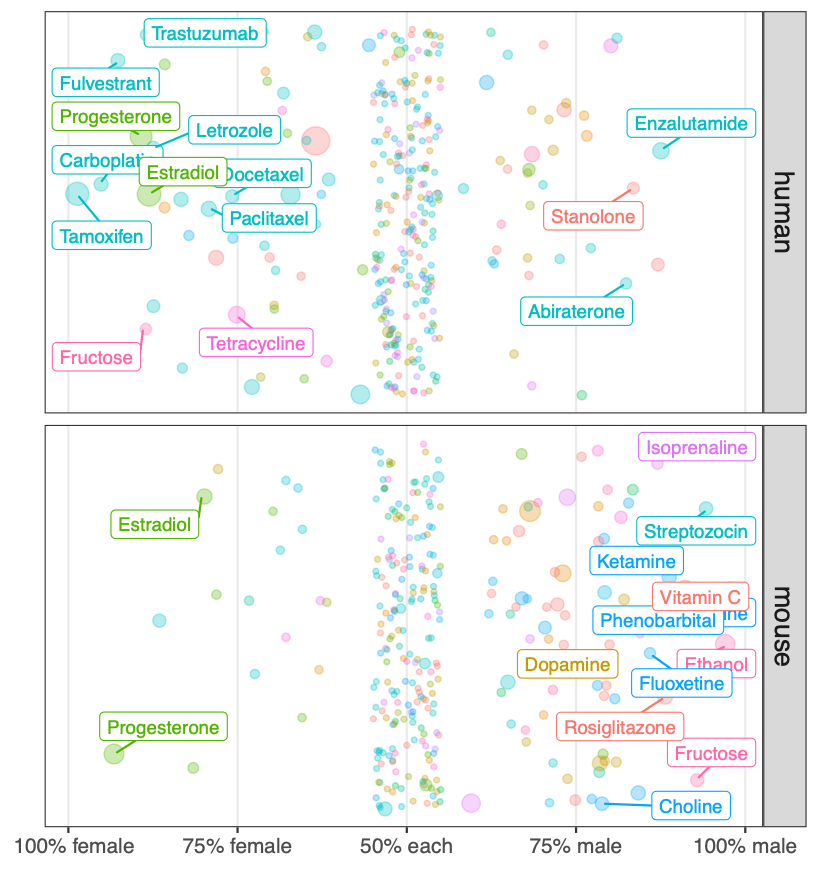 Trastuzumab
Fulvestrant
Progesterone
Letrozole
Enzalutamide
Estradiol
Docetaxel
Stanolone
Paclitaxel
Tamoxifen
Abiraterone
Tetracycline
Fructose
human
Isoprenaline
Estradiol
Streptozocin
Ketamine
Vitamin C
Phenobarbital
Dopamine
Ethanol
Fluoxetine
Progesterone
Rosiglitazone
Fructose
Choline
mouse
100% female
75% female
50% each
75% male
100% male